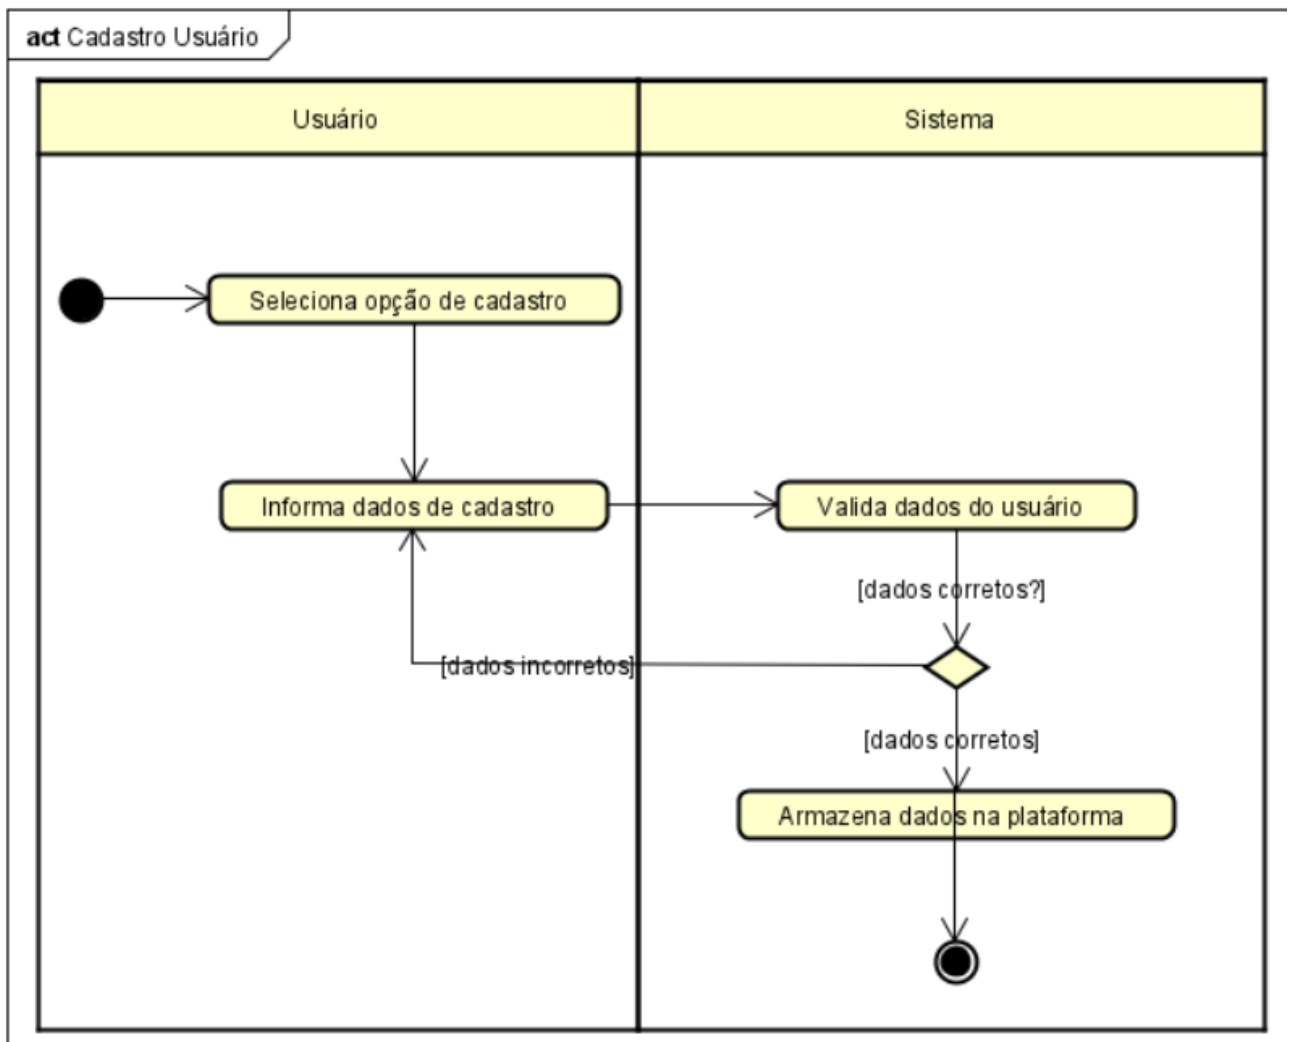 act Cadastro Usuário
Usuário
Sistema
Seleciona opção de cadastro
Informa dados de cadastro
Valida dados do usuário
[dados corretos?]
[dados incorretos]
[dados corretos]
Armazena dados na plataforma